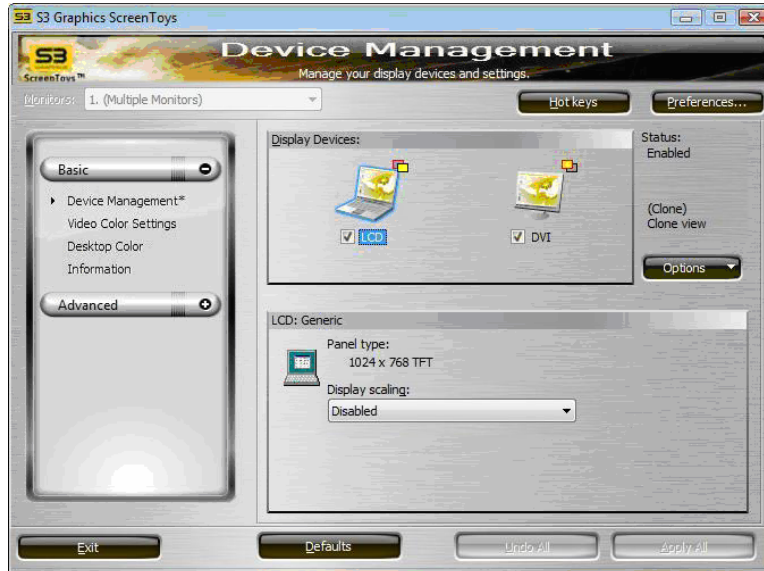 S3 S3 Graphics ScreenToys
S3
ScreenToys™
Device Management
Manage your display devices and settings.
Monitors: 1. (Multiple Monitors)
Hot keys
Preferences...
Basic
Device Management*
Video Color Settings
Desktop Color
Information
Advanced
Display Devices:
LCD
DVI
Status:
Enabled
(Clone)
Clone view
Options
LCD: Generic
Panel type:
1024 x 768 TFT
Display scaling:
Disabled
Exit
Defaults
Undo All
Apply All